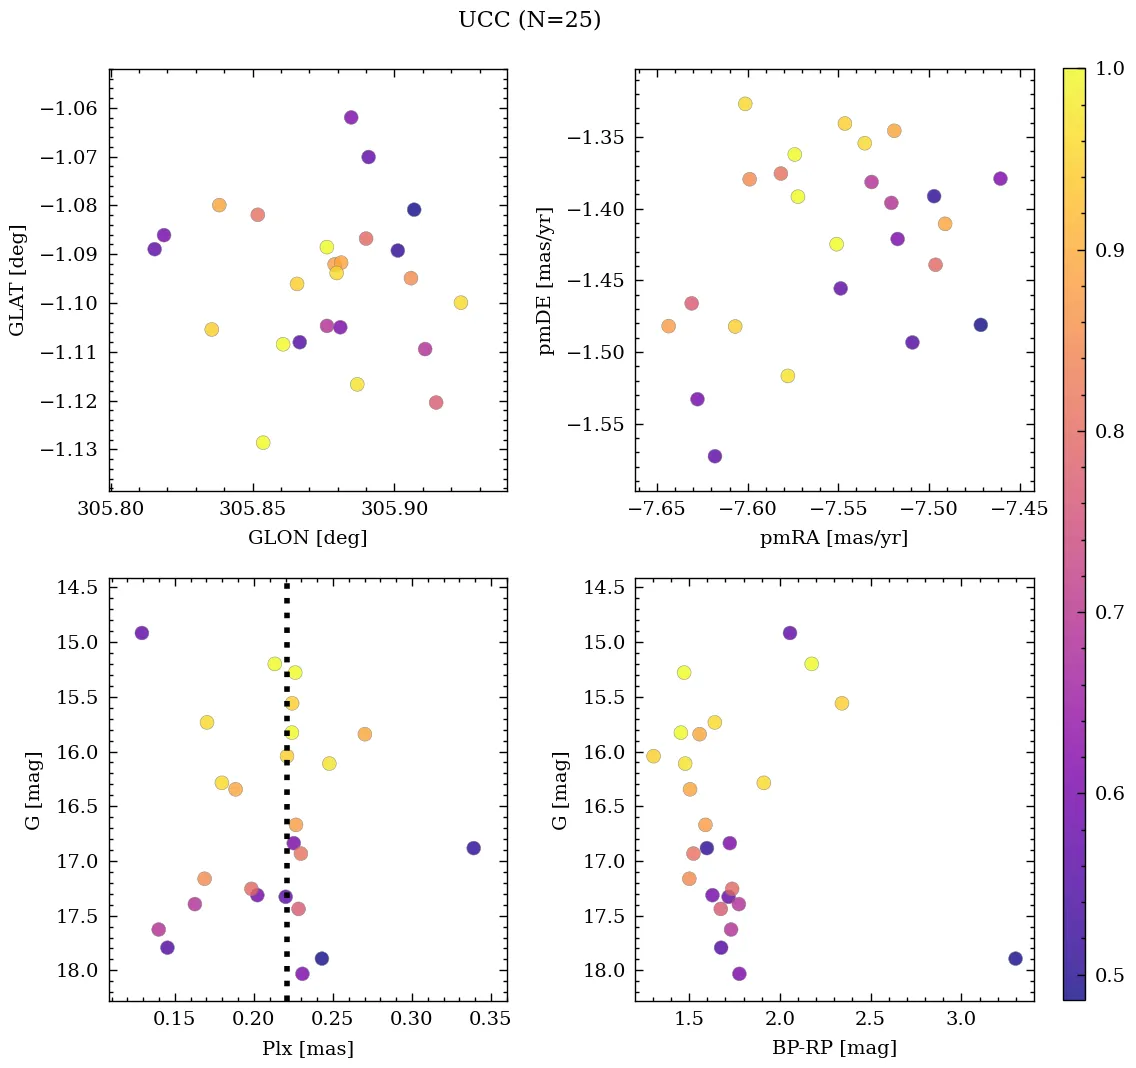 UCC (N=25)
−1.06
−1.07
−1.08
−1.09
−1.10
−1.11
−1.12
−1.13
GLAT [deg]
305.80 305.85 305.90
GLON [deg]
−1.35
−1.40
−1.45
−1.50
−1.55
pmDE [mas/yr]
−7.65 −7.60 −7.55 −7.50 −7.45
pmRA [mas/yr]
14.5
15.0
15.5
16.0
16.5
17.0
17.5
18.0
G [mag]
0.15 0.20 0.25 0.30 0.35
Plx [mas]
14.5
15.0
15.5
16.0
16.5
17.0
17.5
18.0
G [mag]
1.5 2.0 2.5 3.0
BP-RP [mag]
1.0
0.9
0.8
0.7
0.6
0.5